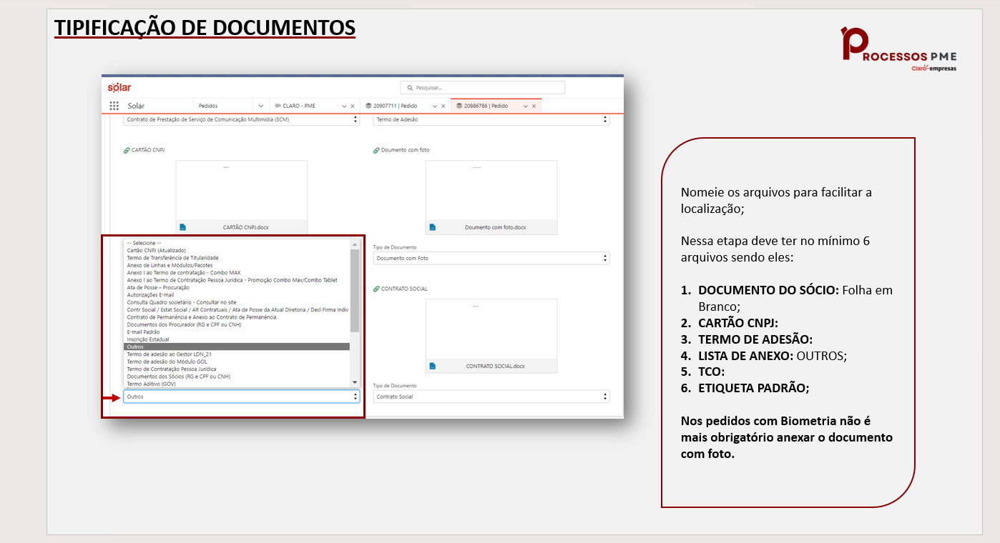 TIPIFICAÇÃO DE DOCUMENTOS
PROCESSOS PME
Claro empresas
solar
Pesquisar...
Solar
Pedidos
CLARO - PME
20907711 | Pedido
20886786 | Pedido
Contrato de Prestação de Serviço de Comunicação Multimídia (SCM)
Termo de Adesão
CARTÃO CNPJ
Doumento com foto
CARTÃO CNPJ.docx
Doumento com foto.docx
-- Selecione --
Cartão CNPJ (Atualizado)
Termo de Transferência de Titularidade
Anexo de Linhas e Módulos/Pacotes
Anexo I ao Termo de contratação - Combo MAX
Anexo I ao Termo de Contratação Pessoa Jurídica - Promoção Combo Max/Combo Tablet
Ata de Posse – Procuração
Autorizações E-mail
Consulta Quadro societário - Consultar no site
Contr Social / Estat Social / Alt Contratuais / Ata de Posse da Atual Diretoria / Decl Firma Indiv
Contrato de Permanência e Anexo ao Contrato de Permanência
Documentos do Procurador (RG e CPF ou CNH)
E-mail Padrão
Inscrição Estadual
Outros
Termo de adesão ao Gestor LDN_21
Termo de adesão do Módulo GOL
Termo de Contratação Pessoa Jurídica
Documentos dos Sócios (RG e CPF ou CNH)
Termo Aditivo (GOV)
Outros
Tipo de Documento
Documento com Foto
CONTRATO SOCIAL
CONTRATO SOCIAL.docx
Tipo de Documento
Contrato Social
Nomeie os arquivos para facilitar a
localização;
Nessa etapa deve ter no mínimo 6
arquivos sendo eles:
1. DOCUMENTO DO SÓCIO: Folha em
Branco;
2. CARTÃO CNPJ:
3. TERMO DE ADESÃO:
4. LISTA DE ANEXO: OUTROS;
5. TCO:
6. ETIQUETA PADRÃO;
Nos pedidos com Biometria não é
mais obrigatório anexar o documento
com foto.